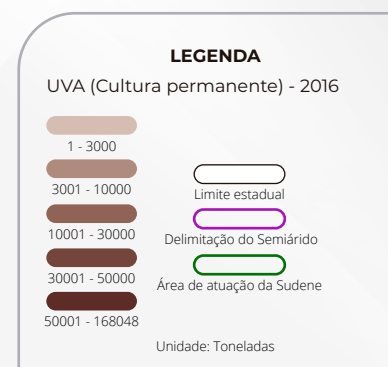 LEGENDA
UVA (Cultura permanente) - 2016
1 - 3000
3001 - 10000
10001 - 30000
30001 - 50000
50001 - 168048
Limite estadual
Delimitação do Semiárido
Área de atuação da Sudene
Unidade: Toneladas